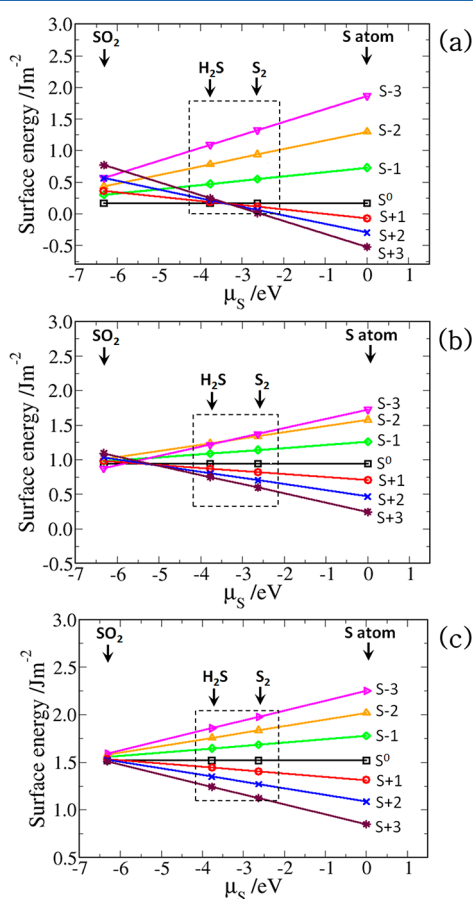 (a)
SO₂
H₂S
S₂
S atom
3.0
2.5
2.0
1.5
1.0
0.5
0.0
-0.5
Surface energy /Jm⁻²
S-3
S-2
S-1
S⁰
S+1
S+2
S+3
-7 -6 -5 -4 -3 -2 -1 0 1
μS /eV
(b)
SO₂
H₂S
S₂
S atom
3.0
2.5
2.0
1.5
1.0
0.5
0.0
-0.5
Surface energy /Jm⁻²
S-3
S-2
S-1
S⁰
S+1
S+2
S+3
-7 -6 -5 -4 -3 -2 -1 0 1
μS /eV
(c)
SO₂
H₂S
S₂
S atom
3.0
2.5
2.0
1.5
1.0
0.5
Surface energy /Jm⁻²
S-3
S-2
S-1
S⁰
S+1
S+2
S+3
-7 -6 -5 -4 -3 -2 -1 0 1
μS /eV